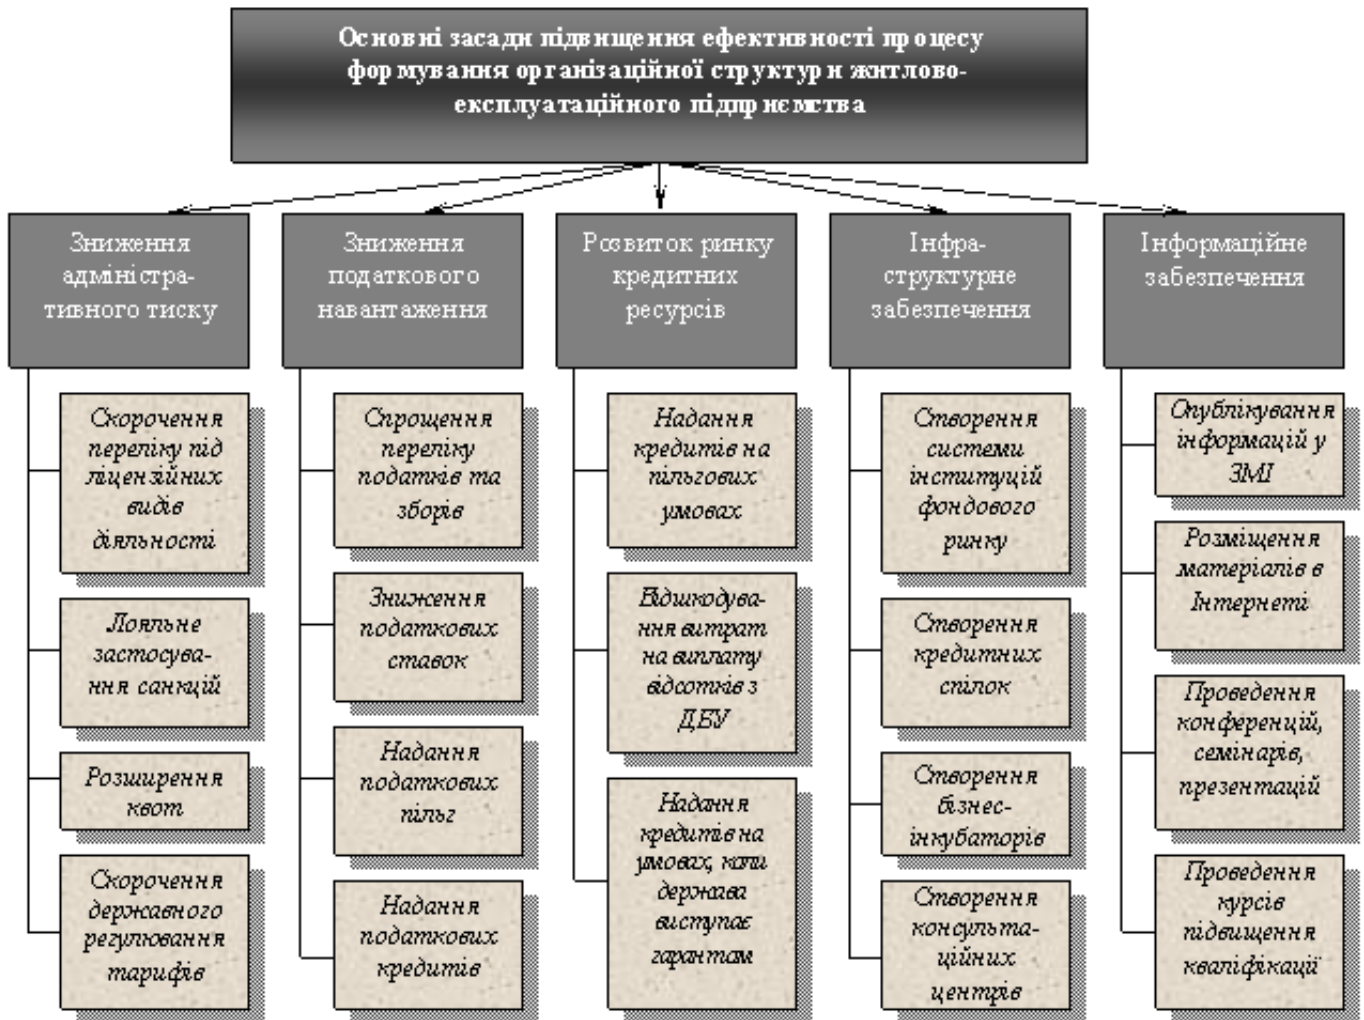 Основні засади підвищення ефективності процесу
формування організаційної структури житлово-
експлуатаційного підприємства
Зниження
адміністра-
тивного тиску
Скорочення
переліку під
ліцензійних
видів
діяльності
Лояльне
застосува-
ння санкцій
Розширення
квот
Скорочення
державного
регулювання
тарифів
Зниження
податкового
навантаження
Спрощення
переліку
податків та
зборів
Зниження
податкових
ставок
Надання
податкових
пільг
Надання
податкових
кредитів
Розвиток ринку
кредитних
ресурсів
Надання
кредитів на
пільгових
умовах
Відшкодува-
ння витрат
на виплату
відсотків з
ДБУ
Надання
кредитів на
умовах, коли
держава
виступає
гарантам
Інфра-
структурне
забезпечення
Створення
системи
інституцій
фондового
ринку
Створення
кредитних
спілок
Створення
бізнес-
інкубаторів
Створення
консульта-
ційних
центрів
Інформаційне
забезпечення
Опублікування
інформацій у
ЗМІ
Розміщення
матеріалів в
Інтернеті
Проведення
конференцій,
семінарів,
презентацій
Проведення
курсів
підвищення
кваліфікації